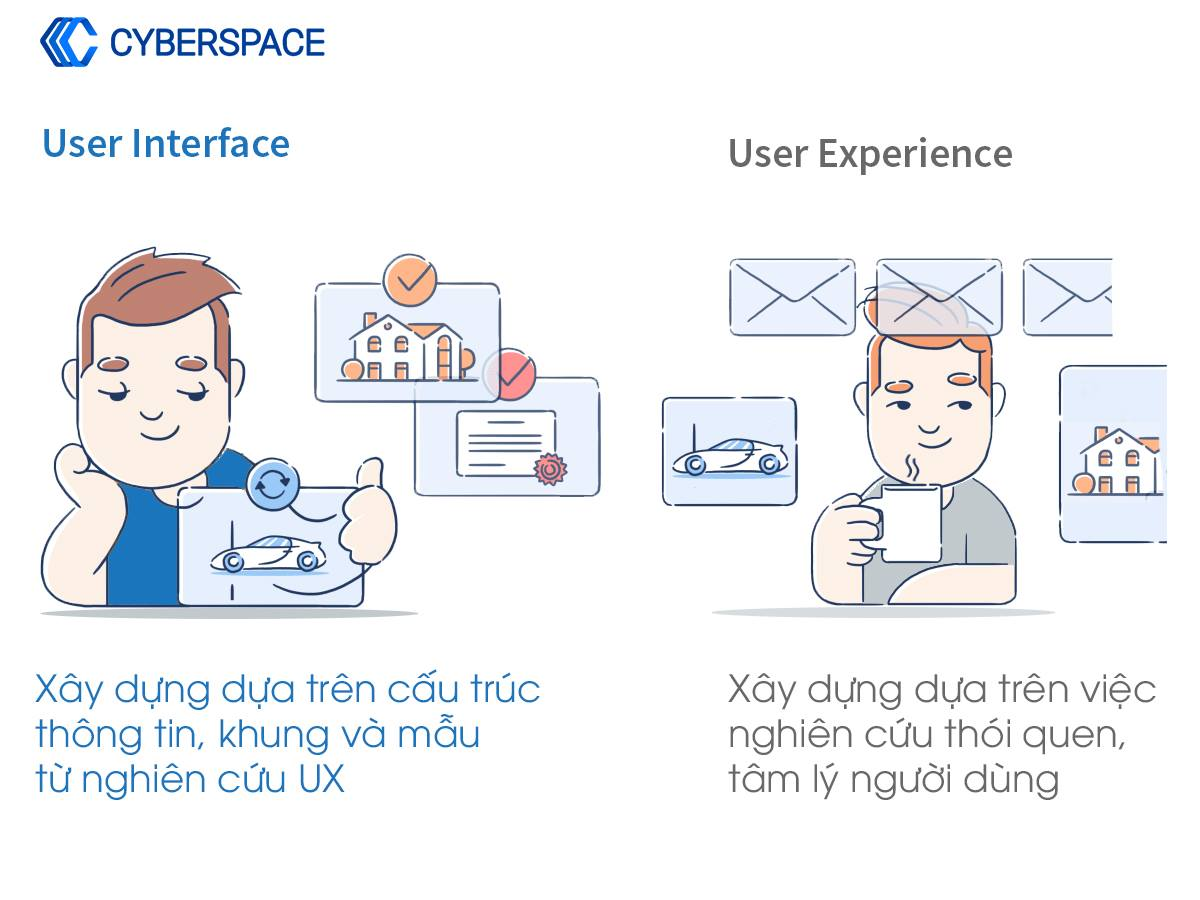 CYBERSPACE
User Interface
User Experience
Xây dựng dựa trên cấu trúc
thông tin, khung và mẫu
từ nghiên cứu UX
Xây dựng dựa trên việc
nghiên cứu thói quen,
tâm lý người dùng